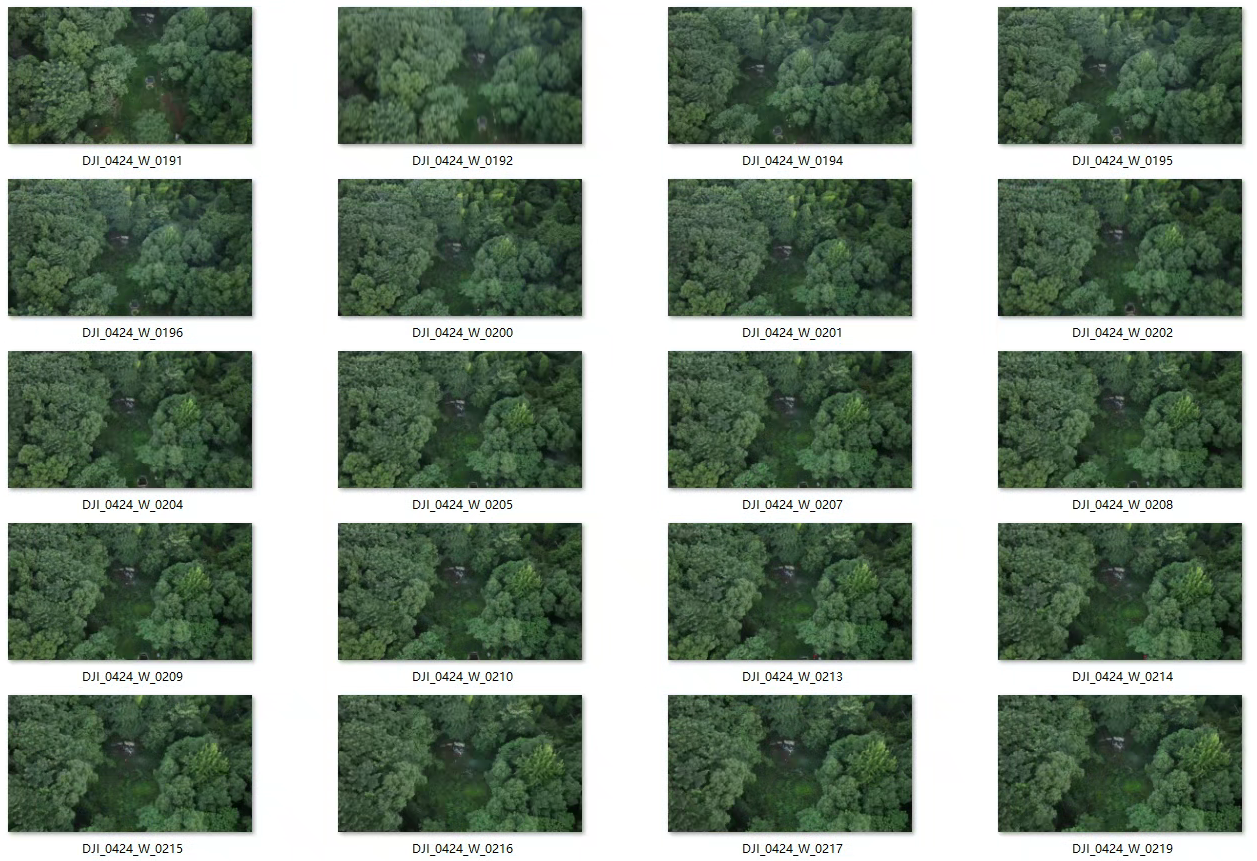 DJI_0424_W_0191 DJI_0424_W_0192 DJI_0424_W_0194 DJI_0424_W_0195
DJI_0424_W_0196 DJI_0424_W_0200 DJI_0424_W_0201 DJI_0424_W_0202
DJI_0424_W_0204 DJI_0424_W_0205 DJI_0424_W_0207 DJI_0424_W_0208
DJI_0424_W_0209 DJI_0424_W_0210 DJI_0424_W_0213 DJI_0424_W_0214
DJI_0424_W_0215 DJI_0424_W_0216 DJI_0424_W_0217 DJI_0424_W_0219